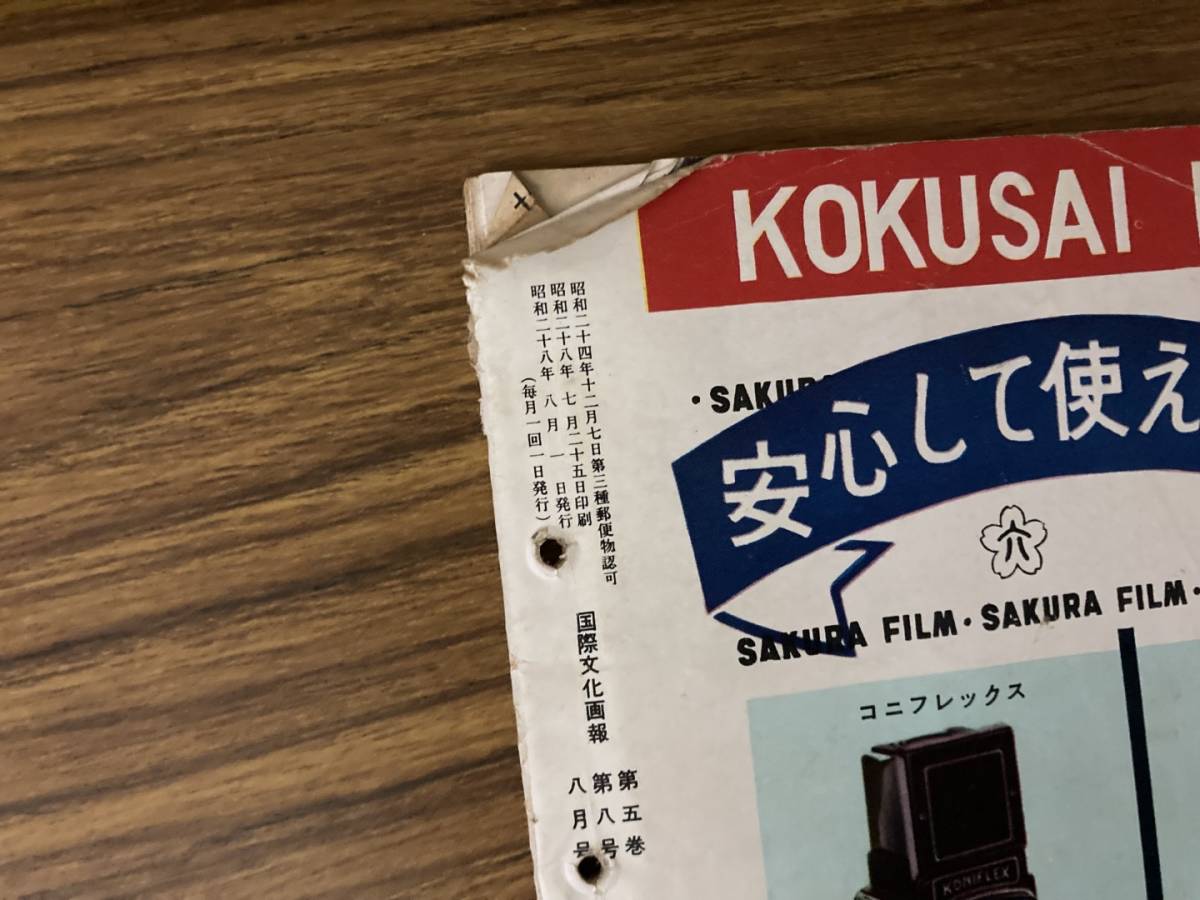 KOKUSAI
・SAKURA
安心して使え
SAKURA FILM・SAKURA FILM・
コニフレックス
KONIFLEX
昭和二十四年十二月七日第三種郵便物認可
昭和二十八年 七月二十五日印刷
昭和二十八年 八月 一 日発行
(毎月一回一日発行)
国際文化画報
第五巻
第八号
八月号